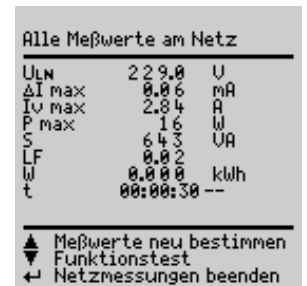 Alle Meßwerte am Netz
ULN 229.0 V
ΔI max 0.06 mA
Iv max 2.84 A
P max 16 W
S 643 VA
LF 0.02
W 0.000 kWh
t 00:00:30 --
▲ Meßwerte neu bestimmen
▼ Funktionstest
↵ Netzmessungen beenden